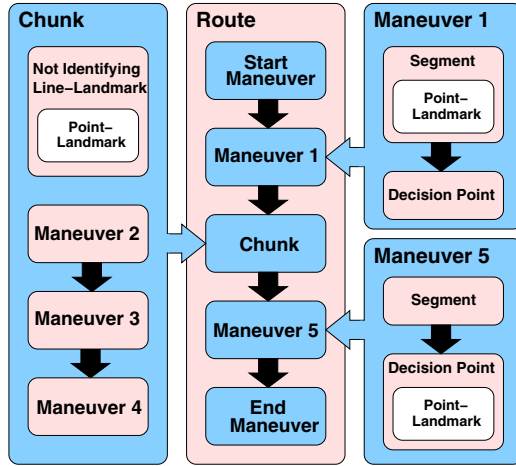 Chunk
Not Identifying
Line-Landmark
Point-
Landmark
Maneuver 2
Maneuver 3
Maneuver 4
Route
Start
Maneuver
Maneuver 1
Chunk
Maneuver 5
End
Maneuver
Maneuver 1
Segment
Point-
Landmark
Decision Point
Maneuver 5
Segment
Decision Point
Point-
Landmark